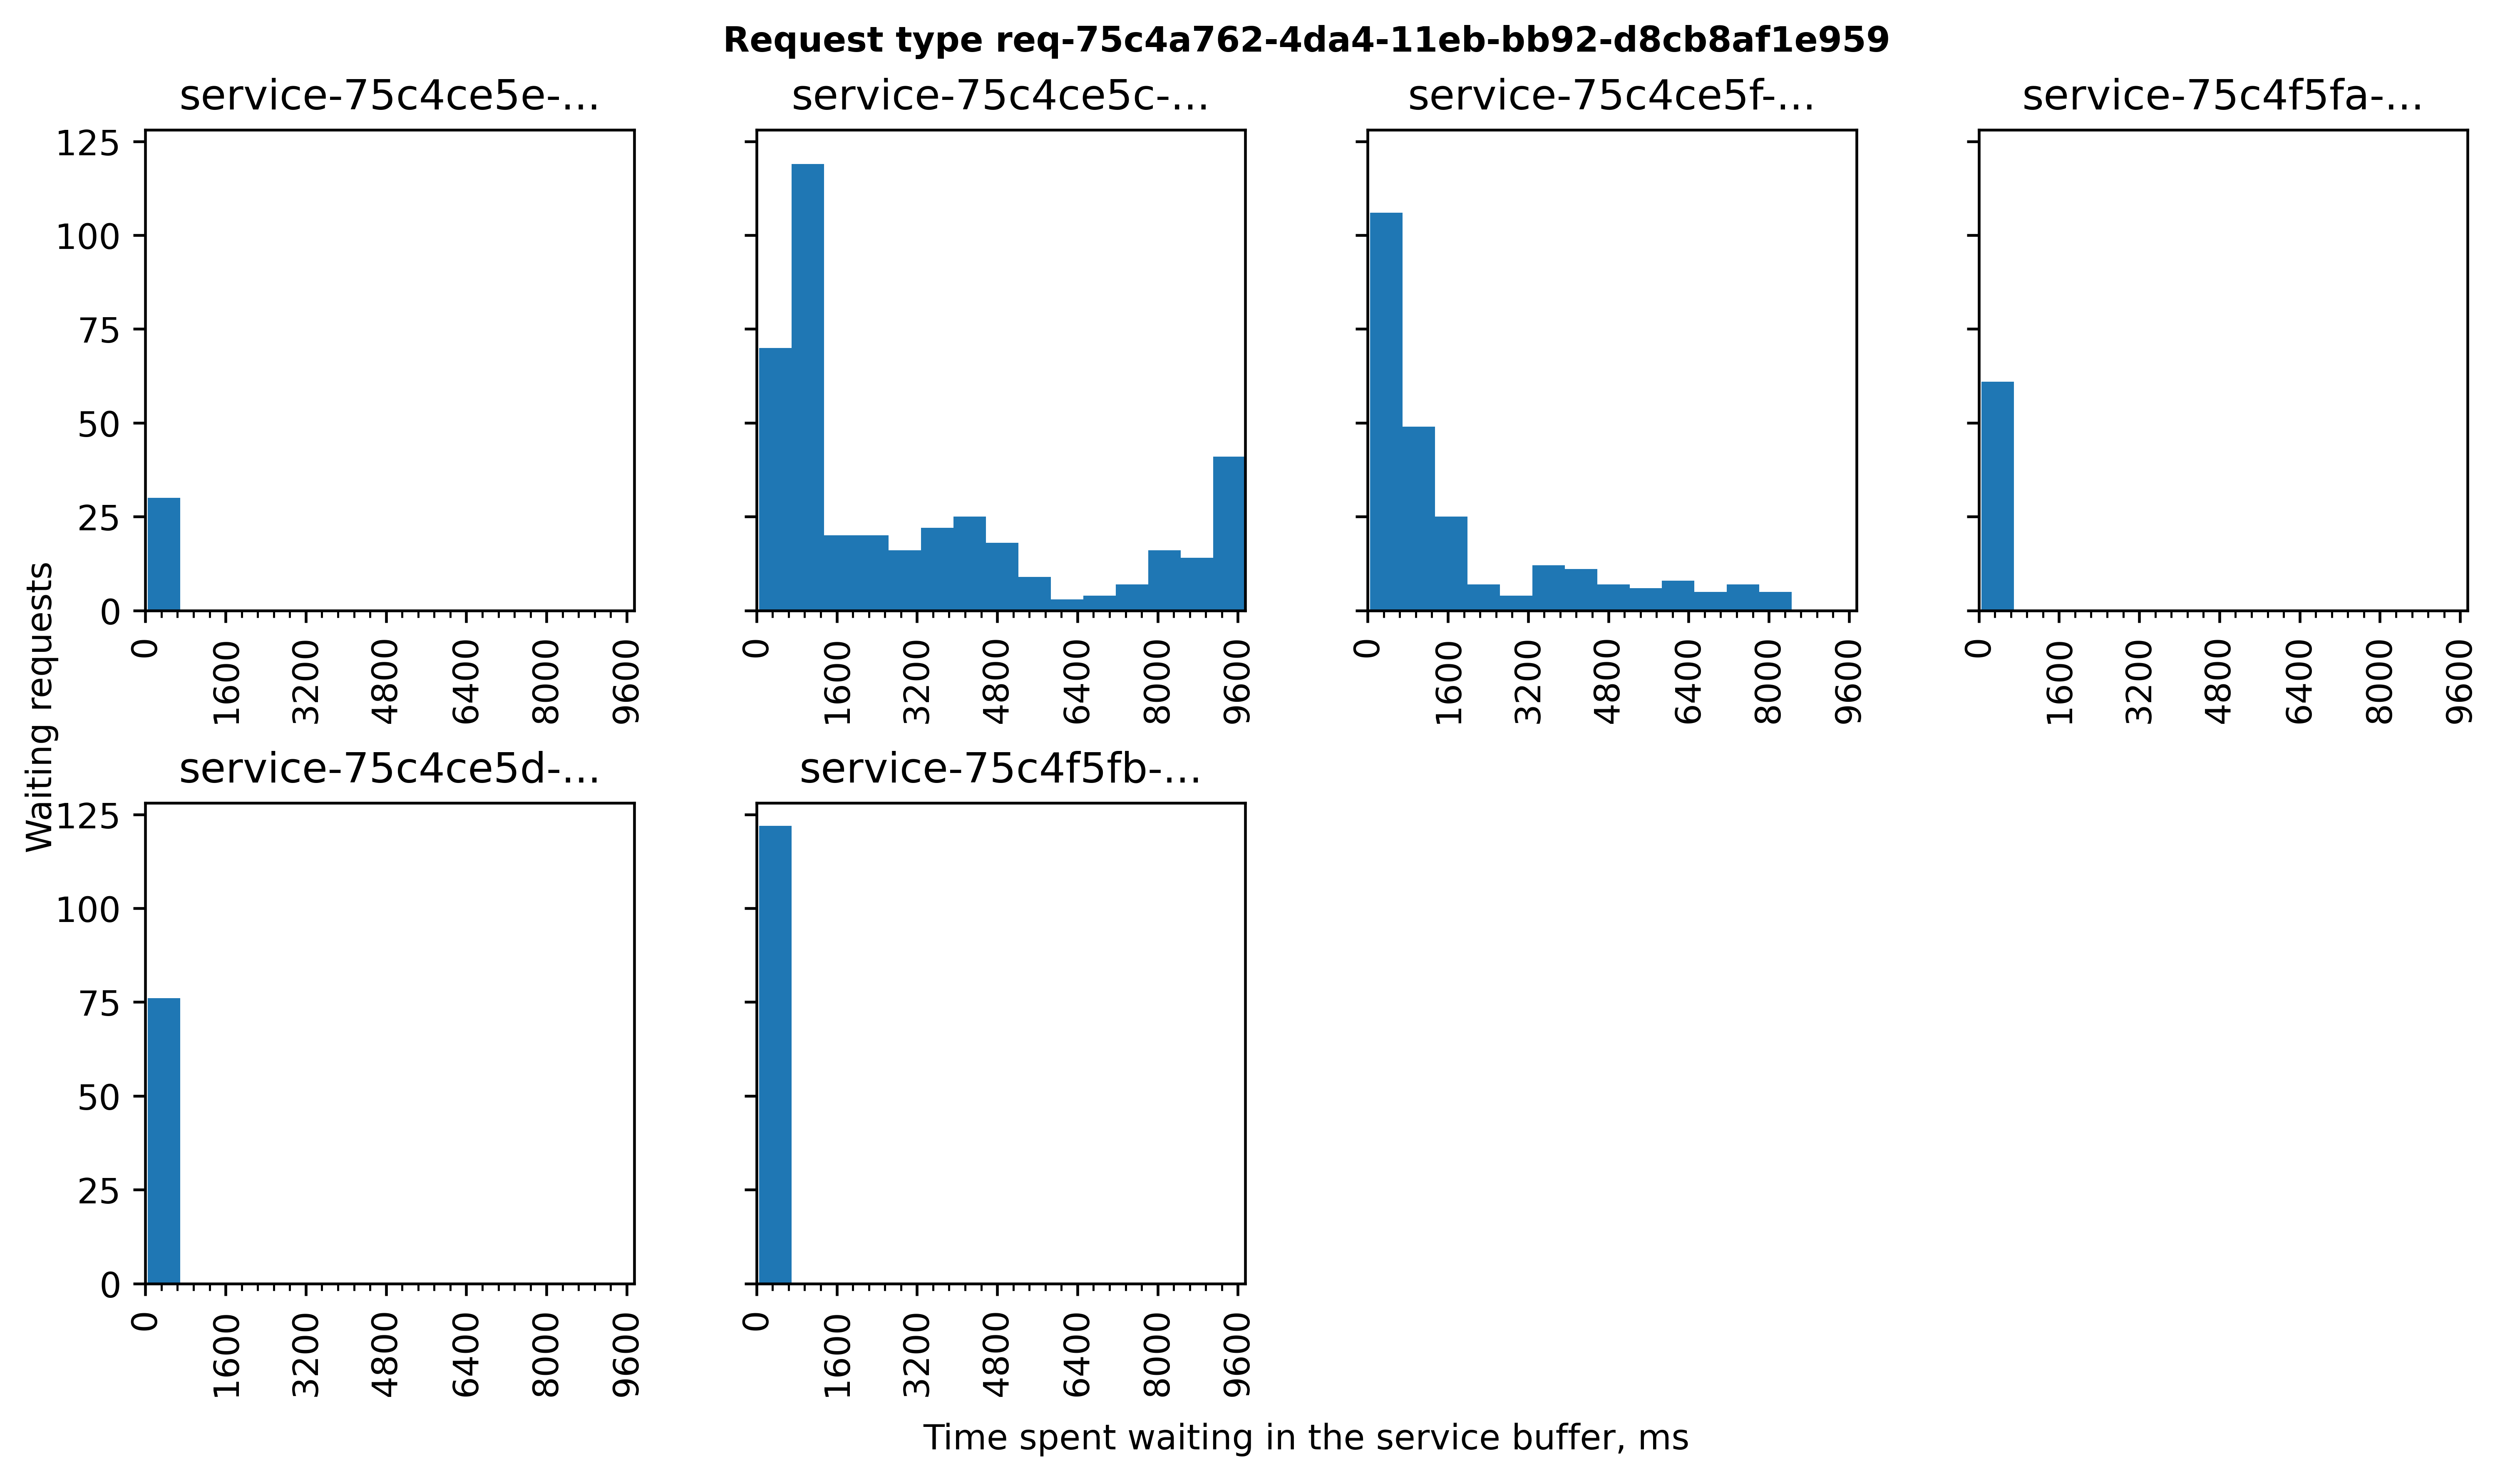 Request type req-75c4a762-4da4-11eb-bb92-d8cb8af1e959
service-75c4ce5e-...
service-75c4ce5c-...
service-75c4ce5f-...
service-75c4f5fa-...
125
100
75
50
25
0
0 1600 3200 4800 6400 8000 9600
0 1600 3200 4800 6400 8000 9600
0 1600 3200 4800 6400 8000 9600
0 1600 3200 4800 6400 8000 9600
Waiting requests
service-75c4ce5d-...
service-75c4f5fb-...
125
100
75
50
25
0
0 1600 3200 4800 6400 8000 9600
0 1600 3200 4800 6400 8000 9600
Time spent waiting in the service buffer, ms